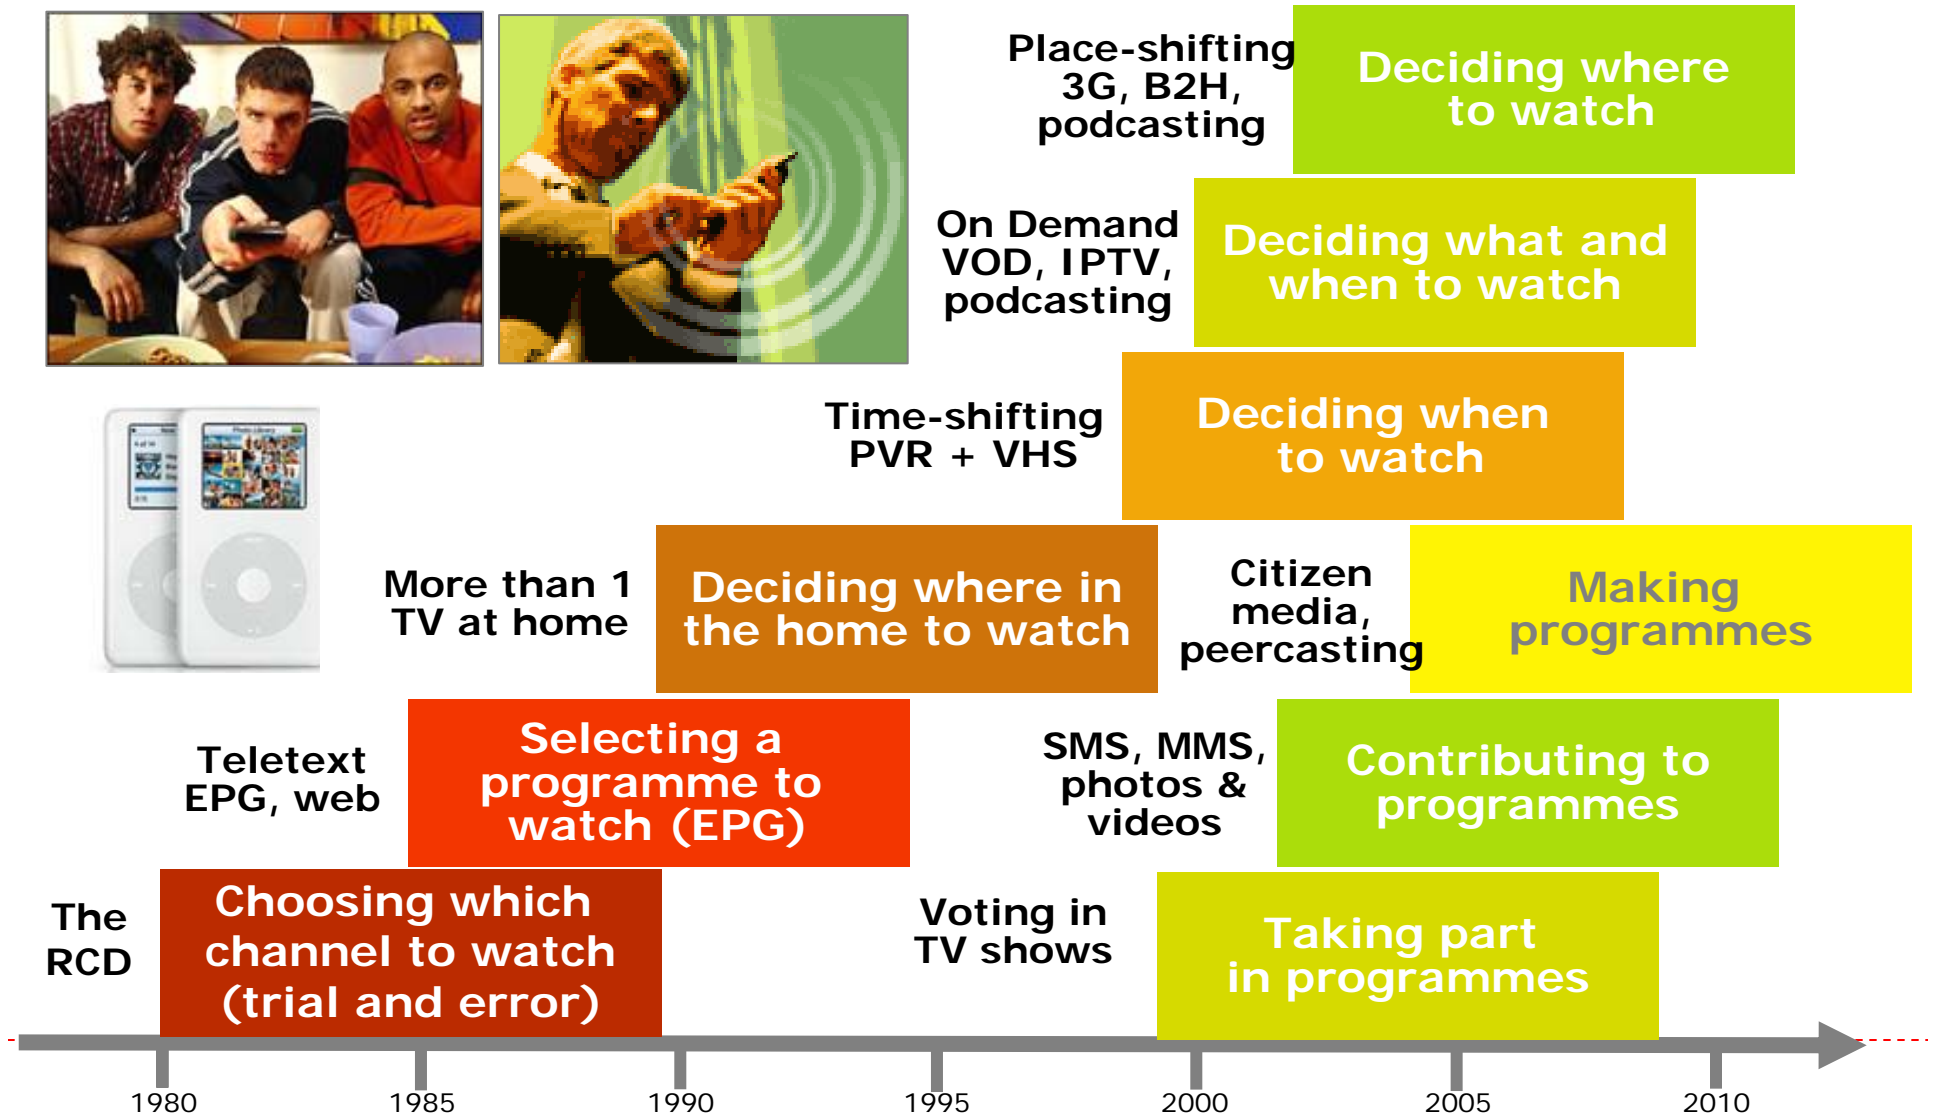 Place-shifting
3G, B2H,
podcasting
Deciding where
to watch
On Demand
VOD, IPTV,
podcasting
Deciding what and
when to watch
Time-shifting
PVR + VHS
Deciding when
to watch
More than 1
TV at home
Deciding where in
the home to watch
Citizen
media,
peercasting
Making
programmes
Teletext
EPG, web
Selecting a
programme to
watch (EPG)
SMS, MMS,
photos &
videos
Contributing to
programmes
The
RCD
Choosing which
channel to watch
(trial and error)
Voting in
TV shows
Taking part
in programmes
1980
1985
1990
1995
2000
2005
2010